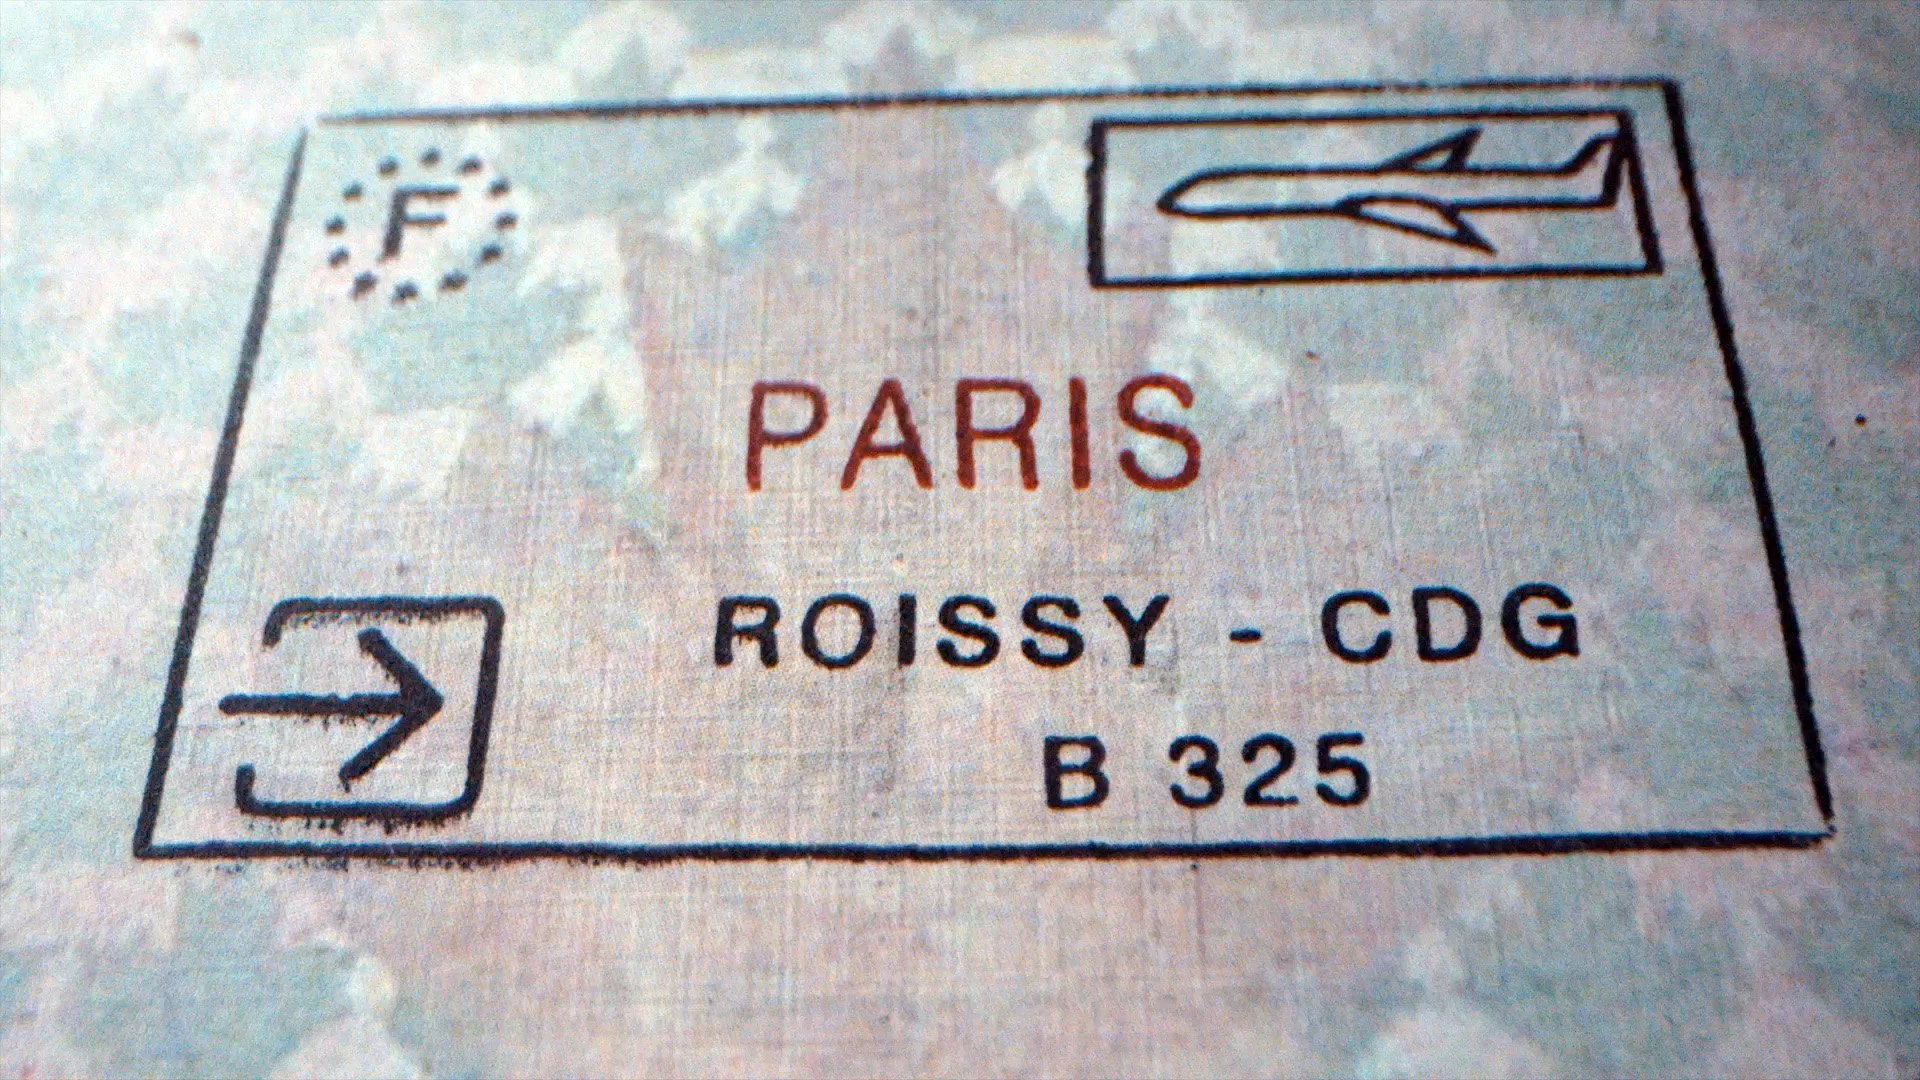 F
PARIS
ROISSY - CDG
B 325